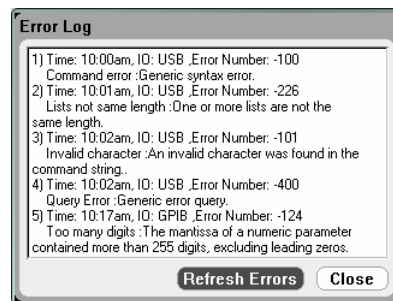 Error Log
1) Time: 10:00am, IO: USB ,Error Number: -100
Command error :Generic syntax error.
2) Time: 10:01am, IO: USB ,Error Number: -226
Lists not same length :One or more lists are not the
same length.
3) Time: 10:02am, IO: USB ,Error Number: -101
Invalid character :An invalid character was found in the
command string..
4) Time: 10:02am, IO: USB ,Error Number: -400
Query Error :Generic error query.
5) Time: 10:17am, IO: GPIB ,Error Number: -124
Too many digits :The mantissa of a numeric parameter
contained more than 255 digits, excluding leading zeros.
Refresh Errors Close